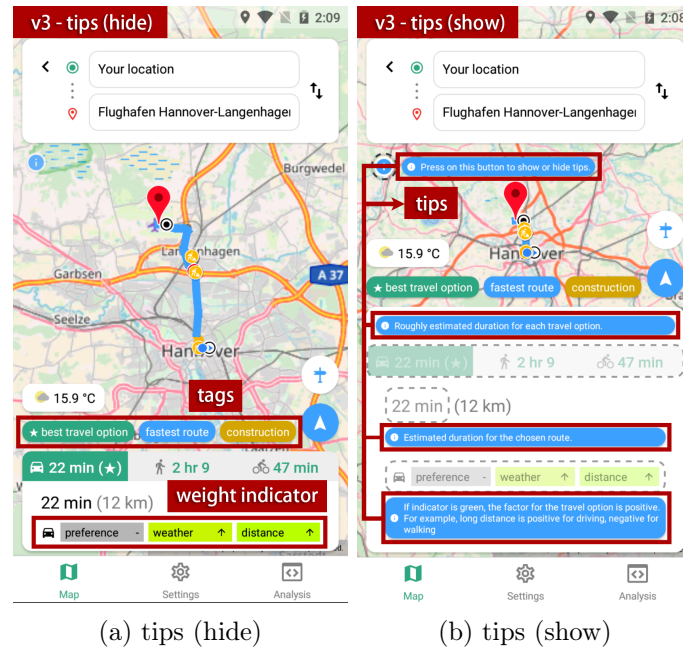 v3 - tips (hide)
2:09
Your location
Flughafen Hannover-Langenhagen
Burgwedel
Langenhagen
Garbsen
A 37
Seelze
Hannover
15.9 °C
tags
★ best travel option
fastest route
construction
22 min (★)
2 hr 9
47 min
22 min (12 km)
weight indicator
preference -
weather ↑
distance ↑
Map
Settings
Analysis
(a) tips (hide)
v3 - tips (show)
2:08
Your location
Flughafen Hannover-Langenhagen
Press on this button to show or hide tips.
tips
Hannover
15.9 °C
★ best travel option
fastest route
construction
Roughly estimated duration for each travel option.
22 min (★)
2 hr 9
47 min
22 min (12 km)
Estimated duration for the chosen route.
preference -
weather ↑
distance ↑
If indicator is green, the factor for the travel option is positive.
For example, long distance is positive for driving, negative for
walking
Map
Settings
Analysis
(b) tips (show)